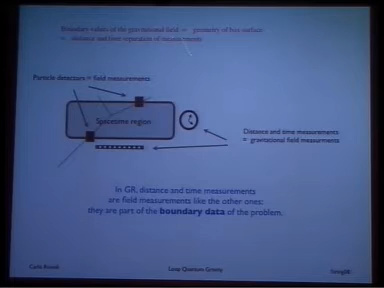 Boundary values of the gravitational field = geometry of box surface
= distance and time separation of measurements
Particle detectors = field measurements
Spacetime region
Distance and time measurements
= gravitational field measurements
In GR, distance and time measurements
are field measurements like the other ones:
they are part of the boundary data of the problem.
Carlo Rovelli
Loop Quantum Gravity